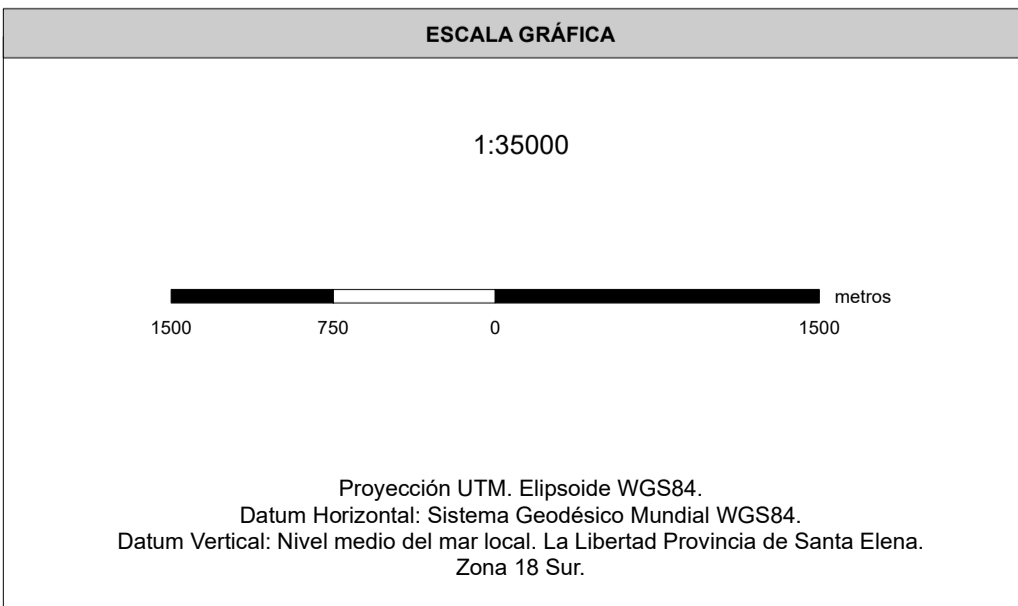 ESCALA GRÁFICA
1:35000
metros
1500 750 0 1500
Proyección UTM. Elipsoide WGS84.
Datum Horizontal: Sistema Geodésico Mundial WGS84.
Datum Vertical: Nivel medio del mar local. La Libertad Provincia de Santa Elena.
Zona 18 Sur.